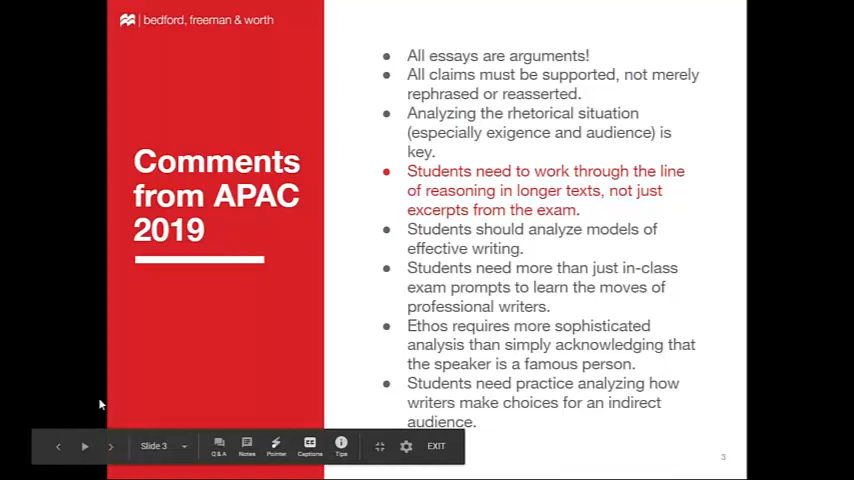 bedford, freeman & worth
Comments
from APAC
2019
● All essays are arguments!
● All claims must be supported, not merely
rephrased or reasserted.
● Analyzing the rhetorical situation
(especially exigence and audience) is
key.
● Students need to work through the line
of reasoning in longer texts, not just
excerpts from the exam.
● Students should analyze models of
effective writing.
● Students need more than just in-class
exam prompts to learn the moves of
professional writers.
● Ethos requires more sophisticated
analysis than simply acknowledging that
the speaker is a famous person.
● Students need practice analyzing how
writers make choices for an indirect
audience.
Slide 3
Q & A
Notes
Pointer
CC
Captions
Tips
EXIT
3